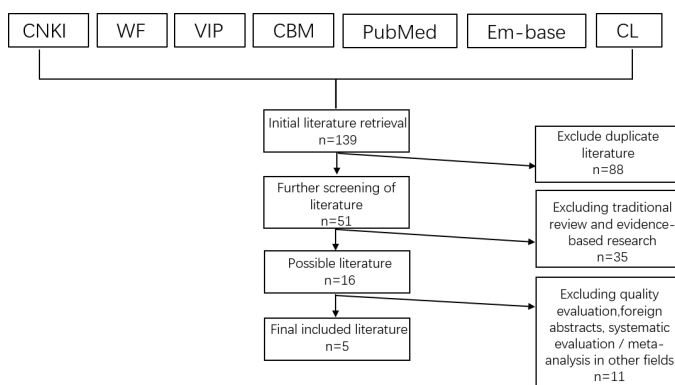 CNKI
WF
VIP
CBM
PubMed
Em-base
CL
Initial literature retrieval
n=139
Exclude duplicate
literature
n=88
Further screening of
literature
n=51
Excluding traditional
review and evidence-
based research
n=35
Possible literature
n=16
Excluding quality
evaluation,foreign
abstracts, systematic
evaluation / meta-
analysis in other fields
n=11
Final included literature
n=5